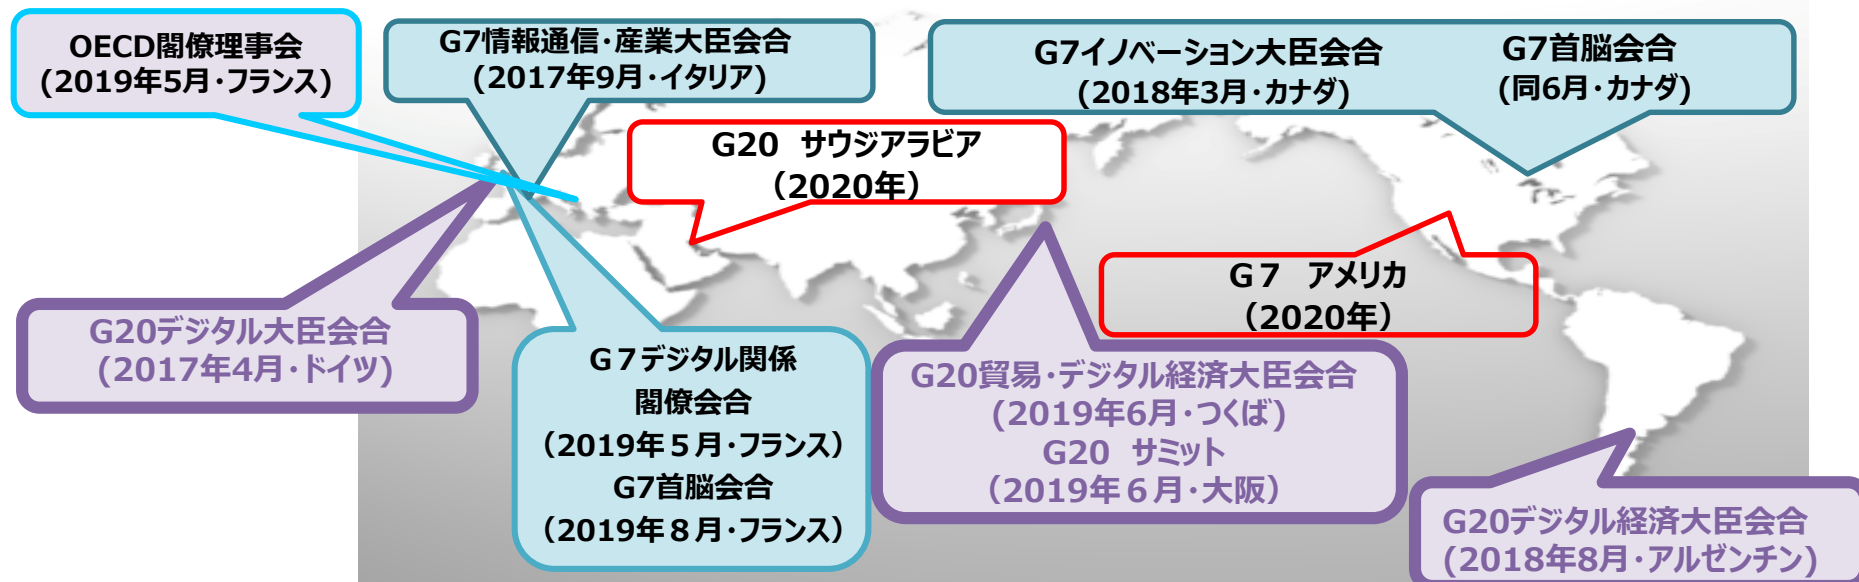 OECD閣僚理事会
(2019年5月・フランス)
G7情報通信・産業大臣会合
(2017年9月・イタリア)
G7イノベーション大臣会合
(2018年3月・カナダ)
G7首脳会合
(同6月・カナダ)
G20　サウジアラビア
（2020年）
G７　アメリカ
（2020年）
G20デジタル大臣会合
(2017年4月・ドイツ)
G７デジタル関係
閣僚会合
（2019年５月・フランス）
G7首脳会合
（2019年８月・フランス）
G20貿易・デジタル経済大臣会合
(2019年6月・つくば)
G20　サミット
（2019年６月・大阪）
G20デジタル経済大臣会合
(2018年8月・アルゼンチン)